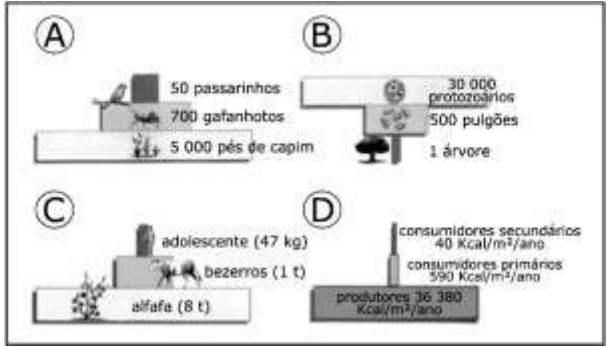 A
50 passarinhos
700 gafanhotos
5 000 pés de capim
B
30 000
protozoários
500 pulgões
1 árvore
C
adolescente (47 kg)
bezerros (1 t)
alfafa (8 t)
D
consumidores secundários
40 Kcal/m²/ano
consumidores primários
590 Kcal/m²/ano
produtores 36 380
Kcal/m²/ano